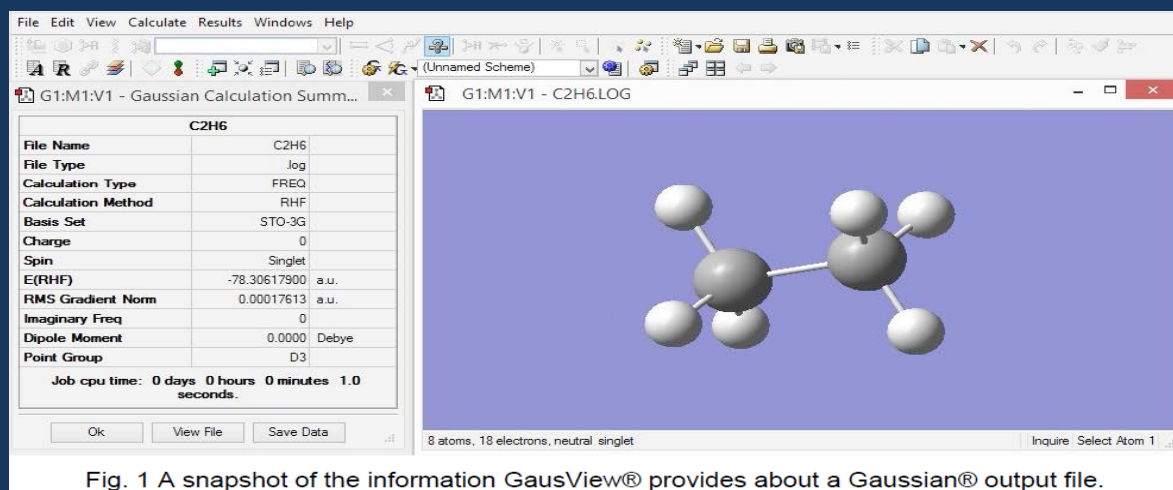 File Edit View Calculate Results Windows Help
(Unnamed Scheme)
G1:M1:V1 - Gaussian Calculation Summ...
C2H6
File Name C2H6
File Type .log
Calculation Type FREQ
Calculation Method RHF
Basis Set STO-3G
Charge 0
Spin Singlet
E(RHF) -78.30617900 a.u.
RMS Gradient Norm 0.00017613 a.u.
Imaginary Freq 0
Dipole Moment 0.0000 Debye
Point Group D3
Job cpu time: 0 days 0 hours 0 minutes 1.0
seconds.
Ok View File Save Data
G1:M1:V1 - C2H6.LOG
8 atoms, 18 electrons, neutral singlet Inquire Select Atom 1
Fig. 1 A snapshot of the information GausView® provides about a Gaussian® output file.